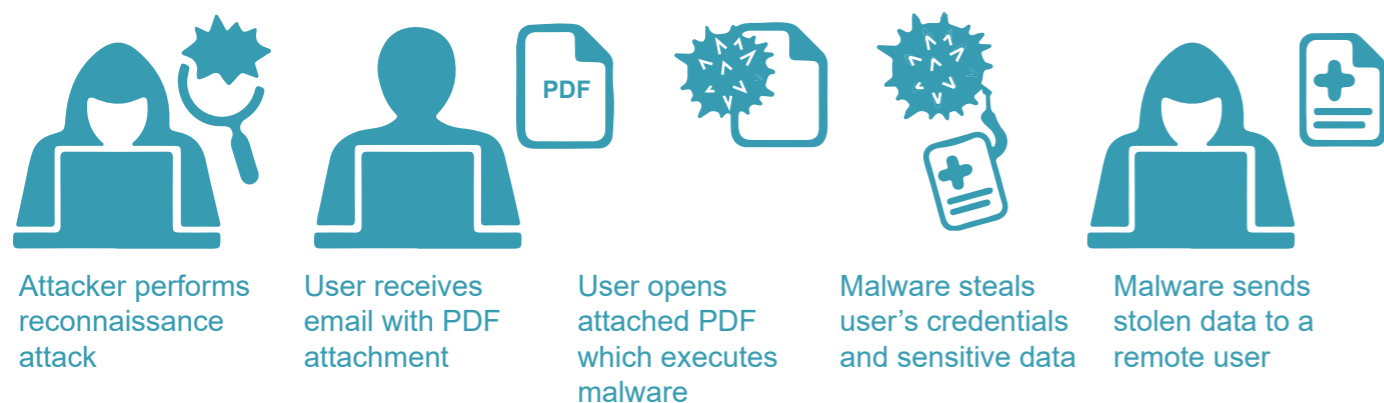 PDF
Attacker performs
reconnaissance
attack
User receives
email with PDF
attachment
User opens
attached PDF
which executes
malware
Malware steals
user’s credentials
and sensitive data
Malware sends
stolen data to a
remote user